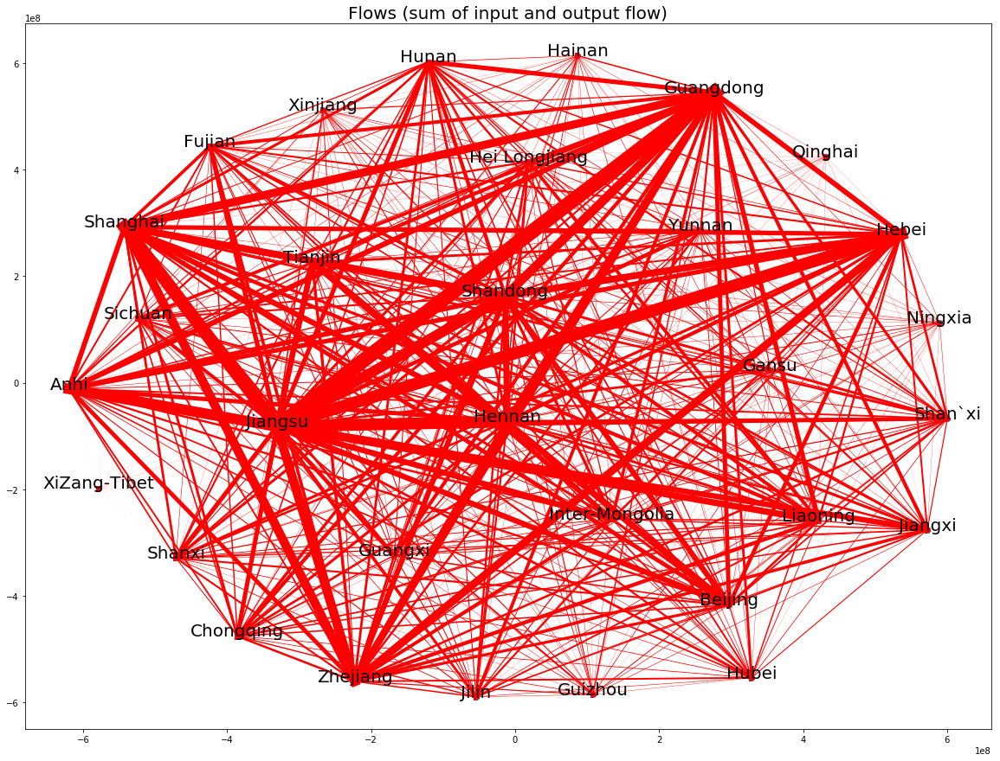 Flows (sum of input and output flow)
1e8
Hunan
Hainan
Guangdong
Xinjiang
Fujian
Hei Longjiang
Qinghai
Shanghai
Yunnan
Hebei
Tianjin
Shandong
Sichuan
Ningxia
Gansu
Anhi
Jiangsu
Hennan
Shan`xi
XiZang-Tibet
Inter-Mongolia
Liaoning
Jiangxi
Shanxi
Guangxi
Beijing
Chongqing
Zhejiang
Jilin
Guizhou
Hubei
6
4
2
0
−2
−4
−6
−6
−4
−2
0
2
4
6
1e8